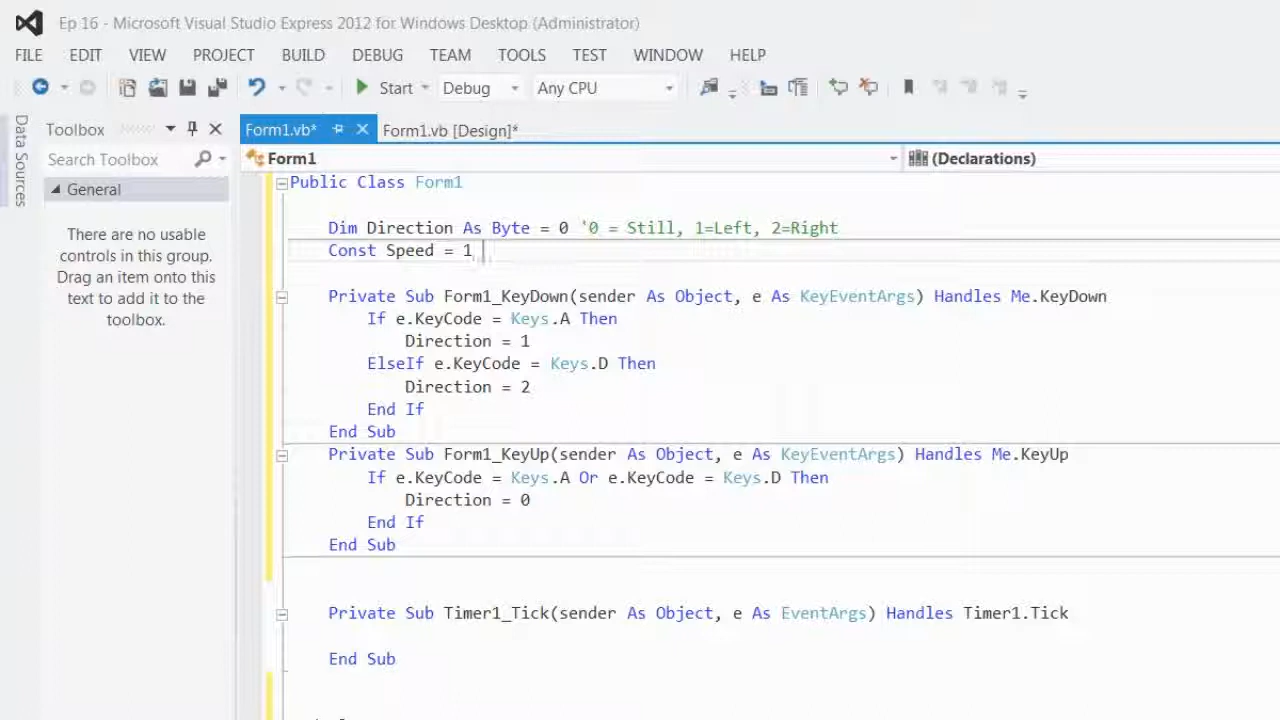 Ep 16 - Microsoft Visual Studio Express 2012 for Windows Desktop (Administrator)
FILE EDIT VIEW PROJECT BUILD DEBUG TEAM TOOLS TEST WINDOW HELP
Start Debug Any CPU
Data Sources
Toolbox
Search Toolbox
General
There are no usable
controls in this group.
Drag an item onto this
text to add it to the
toolbox.
Form1.vb* Form1.vb [Design]*
Form1 (Declarations)
Public Class Form1
Dim Direction As Byte = 0 '0 = Still, 1=Left, 2=Right
Const Speed = 1
Private Sub Form1_KeyDown(sender As Object, e As KeyEventArgs) Handles Me.KeyDown
If e.KeyCode = Keys.A Then
Direction = 1
ElseIf e.KeyCode = Keys.D Then
Direction = 2
End If
End Sub
Private Sub Form1_KeyUp(sender As Object, e As KeyEventArgs) Handles Me.KeyUp
If e.KeyCode = Keys.A Or e.KeyCode = Keys.D Then
Direction = 0
End If
End Sub
Private Sub Timer1_Tick(sender As Object, e As EventArgs) Handles Timer1.Tick
End Sub